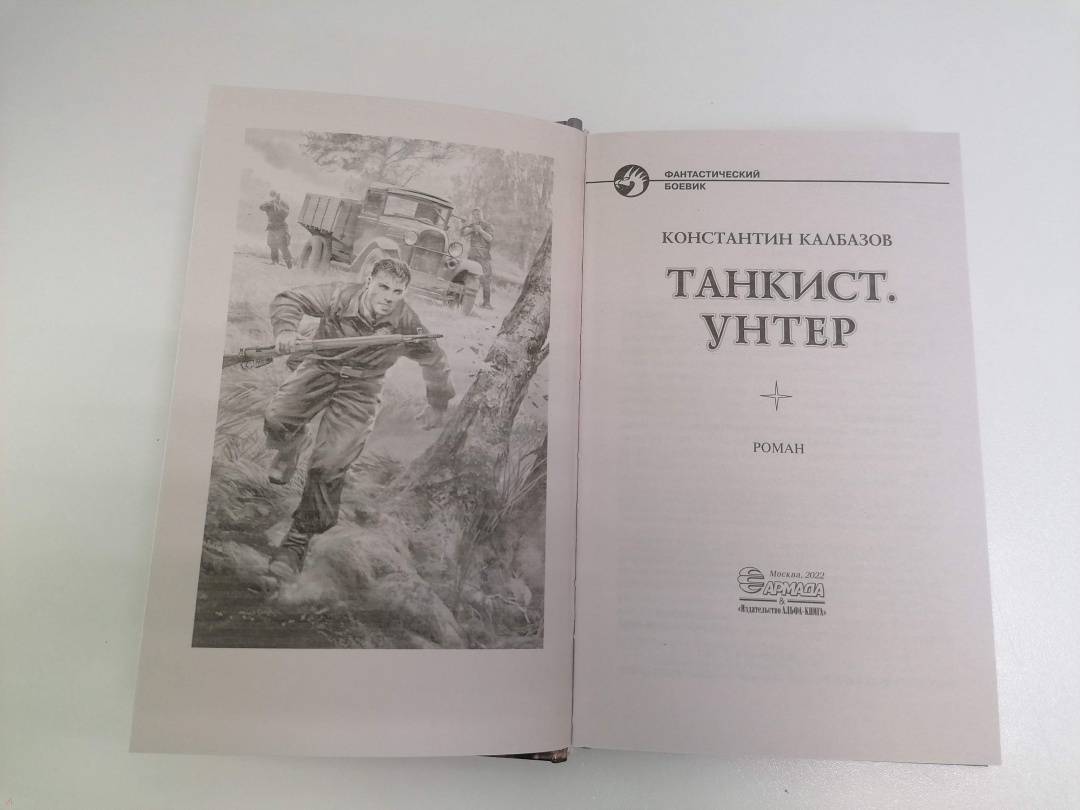 ФАНТАСТИЧЕСКИЙ
БОЕВИК
КОНСТАНТИН КАЛБАЗОВ
ТАНКИСТ.
УНТЕР
РОМАН
Москва, 2022
АРМАДА
&
«Издательство АЛЬФА-КНИГА»